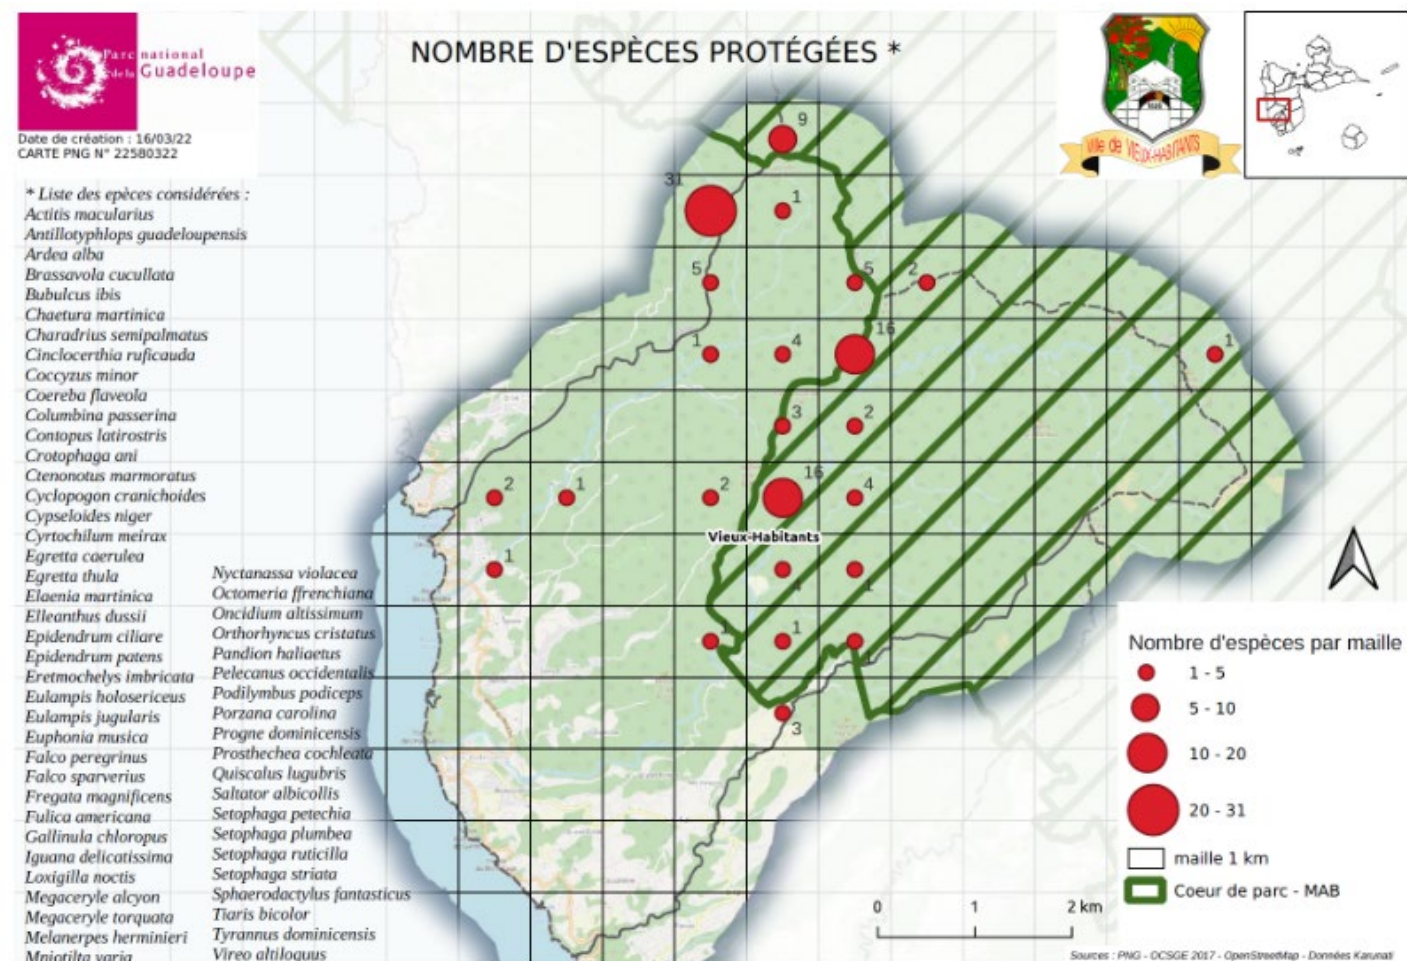 Parc national
de la Guadeloupe
Date de création : 16/03/22
CARTE PNG N° 22580322
NOMBRE D'ESPÈCES PROTÉGÉES *
Ville de VIEUX-HABITANTS
* Liste des epèces considérées :
Actitis macularius
Antillotyphlops guadeloupensis
Ardea alba
Brassavola cucullata
Bubulcus ibis
Chaetura martinica
Charadrius semipalmatus
Cinclocerthia ruficauda
Coccyzus minor
Coereba flaveola
Columbina passerina
Contopus latirostris
Crotophaga ani
Ctenonotus marmoratus
Cyclopogon cranichoides
Cypseloides niger
Cyrtochilum meirax
Egretta caerulea
Egretta thula
Elaenia martinica
Elleanthus dussii
Epidendrum ciliare
Epidendrum patens
Eretmochelys imbricata
Eulampis holosericeus
Eulampis jugularis
Euphonia musica
Falco peregrinus
Falco sparverius
Fregata magnificens
Fulica americana
Gallinula chloropus
Iguana delicatissima
Loxigilla noctis
Megaceryle alcyon
Megaceryle torquata
Melanerpes herminieri
Mniotilta varia
Nyctanassa violacea
Octomeria ffrenchiana
Oncidium altissimum
Orthorhyncus cristatus
Pandion haliaetus
Pelecanus occidentalis
Podilymbus podiceps
Porzana carolina
Progne dominicensis
Prosthechea cochleata
Quiscalus lugubris
Saltator albicollis
Setophaga petechia
Setophaga plumbea
Setophaga ruticilla
Setophaga striata
Sphaerodactylus fantasticus
Tiaris bicolor
Tyrannus dominicensis
Vireo altiloquus
9
31
1
5
5
2
1
4
16
1
3
2
2
1
2
16
4
Vieux-Habitants
1
4
1
1
1
3
Nombre d'espèces par maille
1 - 5
5 - 10
10 - 20
20 - 31
maille 1 km
Coeur de parc - MAB
0 1 2 km
Sources : PNG - OCSGE 2017 - OpenStreetMap - Données Karunati